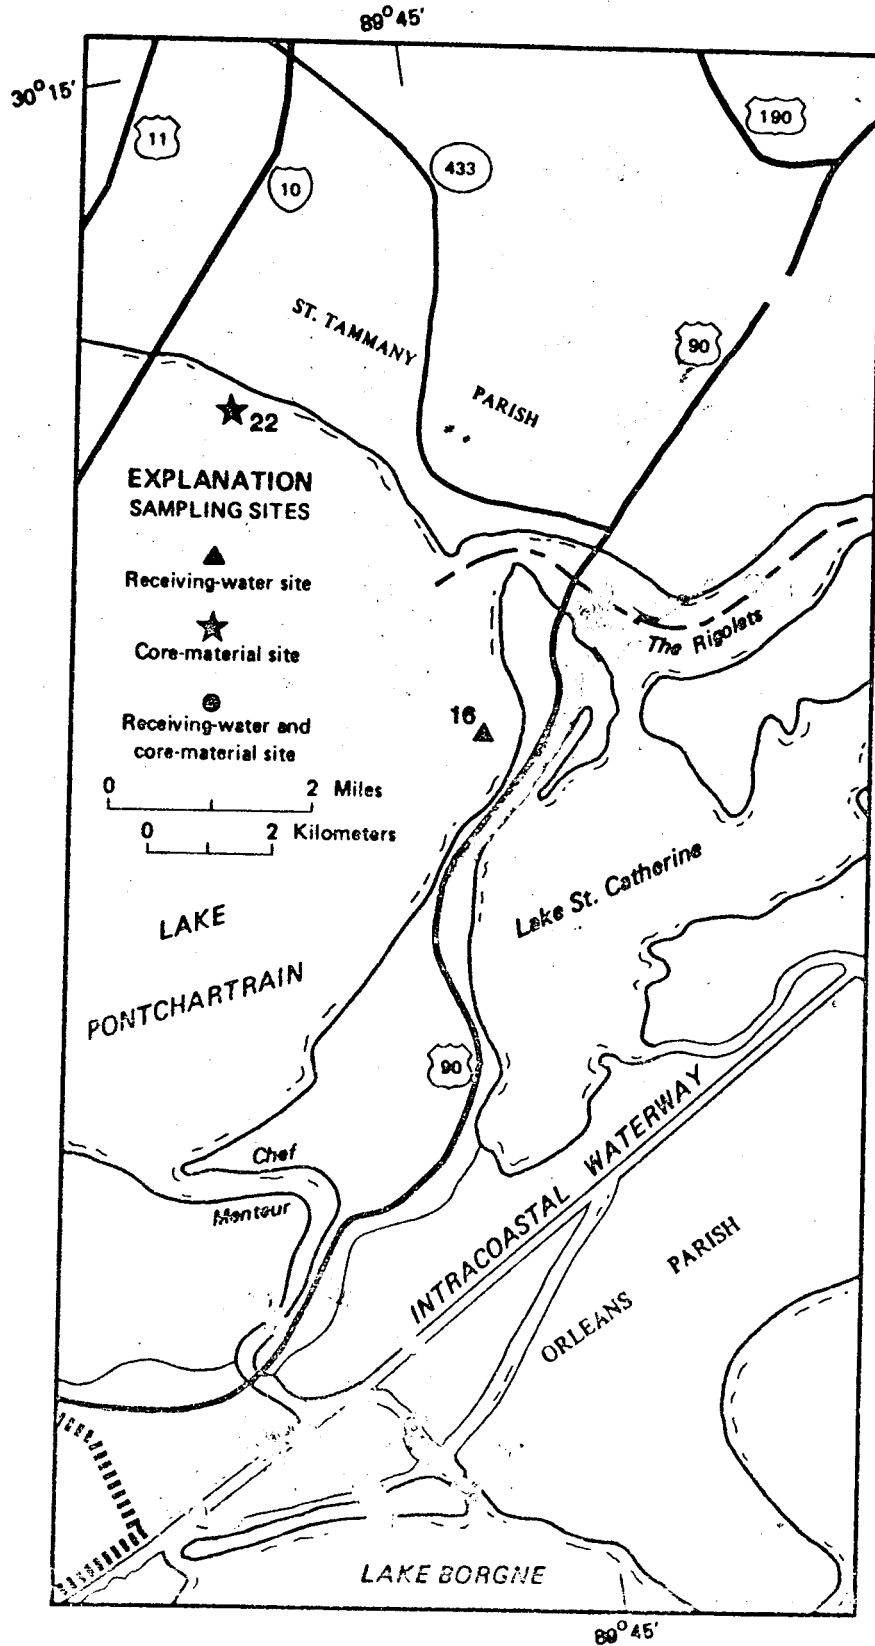 89°45'
30°15'
11
10
433
190
ST. TAMMANY
PARISH
90
22
EXPLANATION
SAMPLING SITES
Receiving-water site
Core-material site
Receiving-water and
core-material site
The Rigolets
16
0 2 Miles
0 2 Kilometers
Lake St. Catherine
LAKE
PONTCHARTRAIN
90
Chef
Menteur
INTRACOASTAL WATERWAY
ORLEANS PARISH
LAKE BORGNE
89°45'